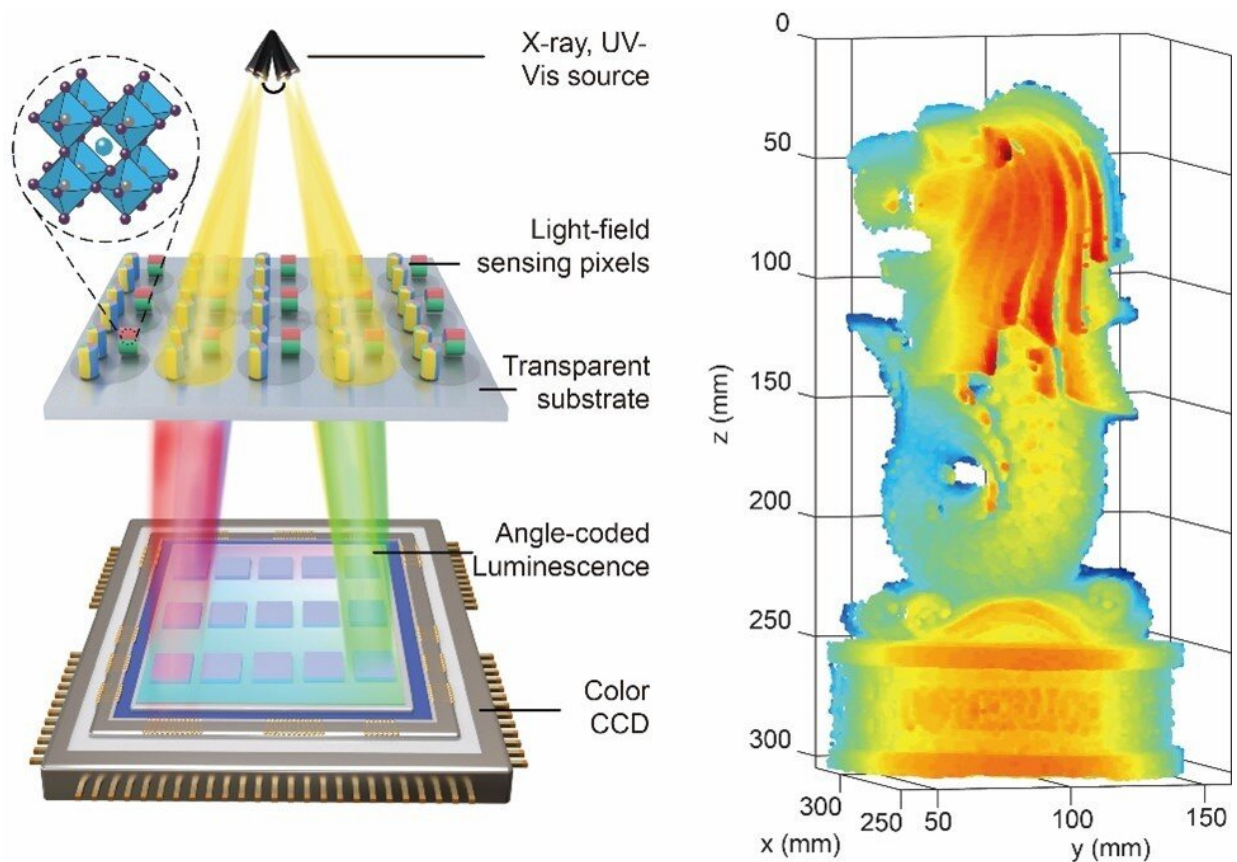 X-ray, UV-
Vis source
Light-field
sensing pixels
Transparent
substrate
Angle-coded
Luminescence
Color
CCD
0
50
100
150
200
250
300
z (mm)
300
250
50
100
150
x (mm)
y (mm)